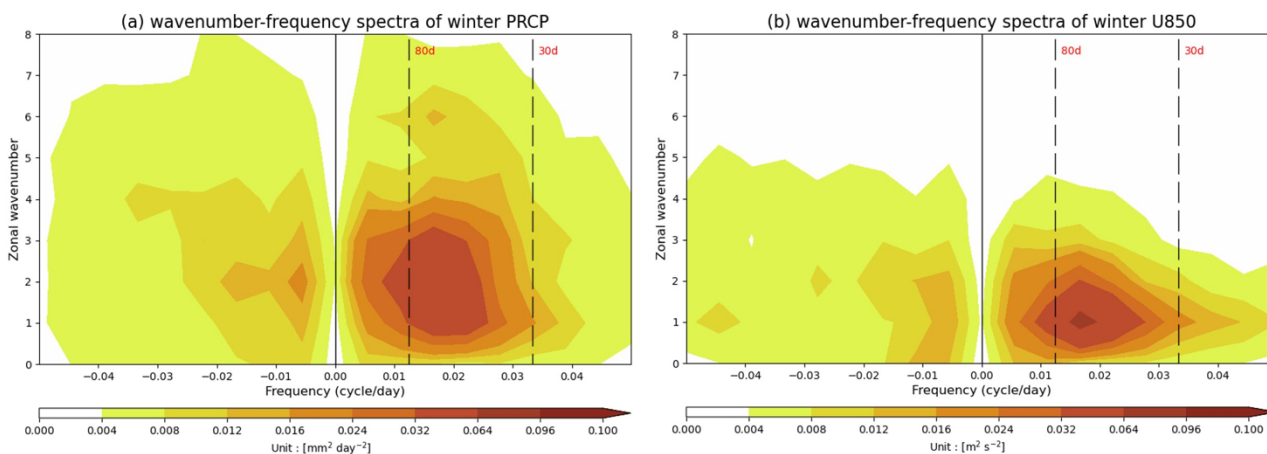 (a) wavenumber-frequency spectra of winter PRCP
8
7
6
5
4
3
2
1
0
Zonal wavenumber
80d
30d
−0.04 −0.03 −0.02 −0.01 0.00 0.01 0.02 0.03 0.04
Frequency (cycle/day)
0.000 0.004 0.008 0.012 0.016 0.024 0.032 0.064 0.096 0.100
Unit : [mm² day⁻²]
(b) wavenumber-frequency spectra of winter U850
8
7
6
5
4
3
2
1
0
Zonal wavenumber
80d
30d
−0.04 −0.03 −0.02 −0.01 0.00 0.01 0.02 0.03 0.04
Frequency (cycle/day)
0.000 0.004 0.008 0.012 0.016 0.024 0.032 0.064 0.096 0.100
Unit : [m² s⁻²]